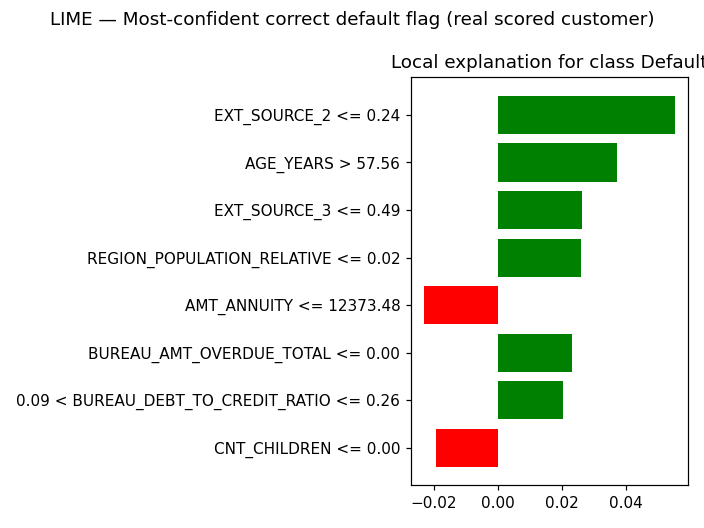 LIME — Most-confident correct default flag (real scored customer)
Local explanation for class Default
EXT_SOURCE_2 <= 0.24
AGE_YEARS > 57.56
EXT_SOURCE_3 <= 0.49
REGION_POPULATION_RELATIVE <= 0.02
AMT_ANNUITY <= 12373.48
BUREAU_AMT_OVERDUE_TOTAL <= 0.00
0.09 < BUREAU_DEBT_TO_CREDIT_RATIO <= 0.26
CNT_CHILDREN <= 0.00
−0.02 0.00 0.02 0.04